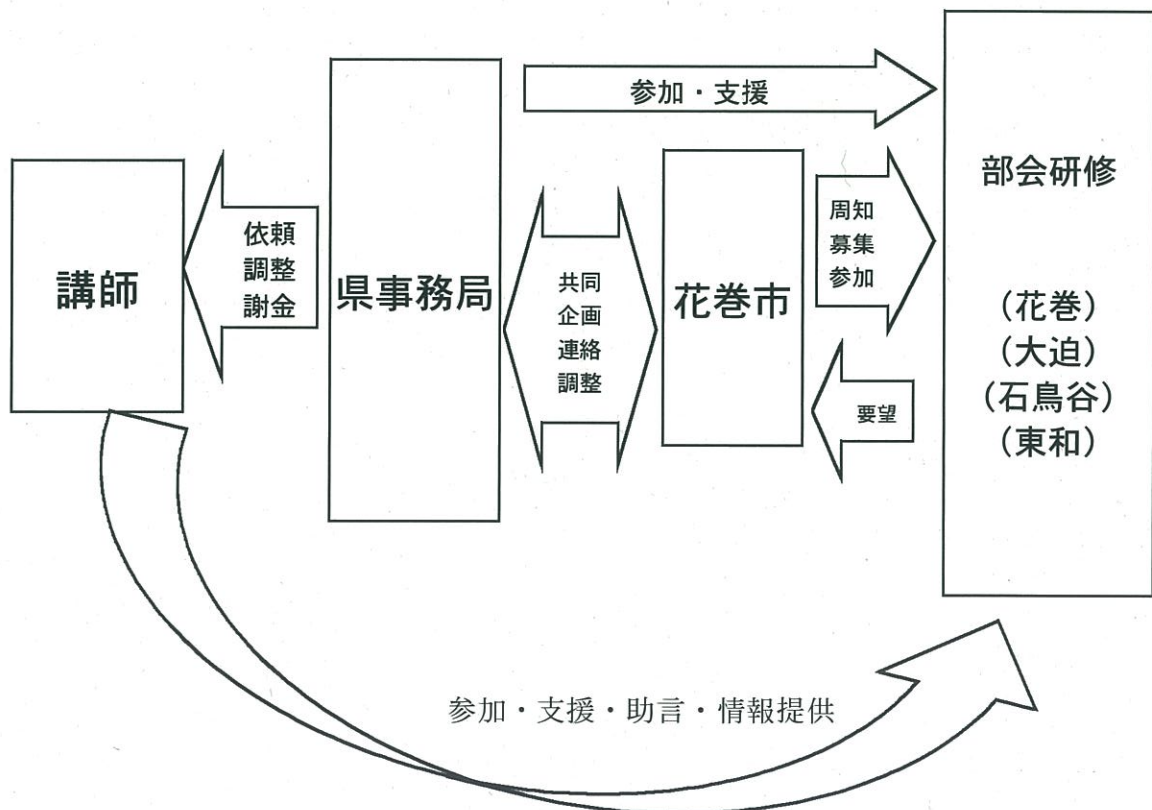 参加・支援
部会研修
(花巻)
(大迫)
(石鳥谷)
(東和)
講師
依頼
調整
謝金
県事務局
共同
企画
連絡
調整
花巻市
周知
募集
参加
要望
参加・支援・助言・情報提供